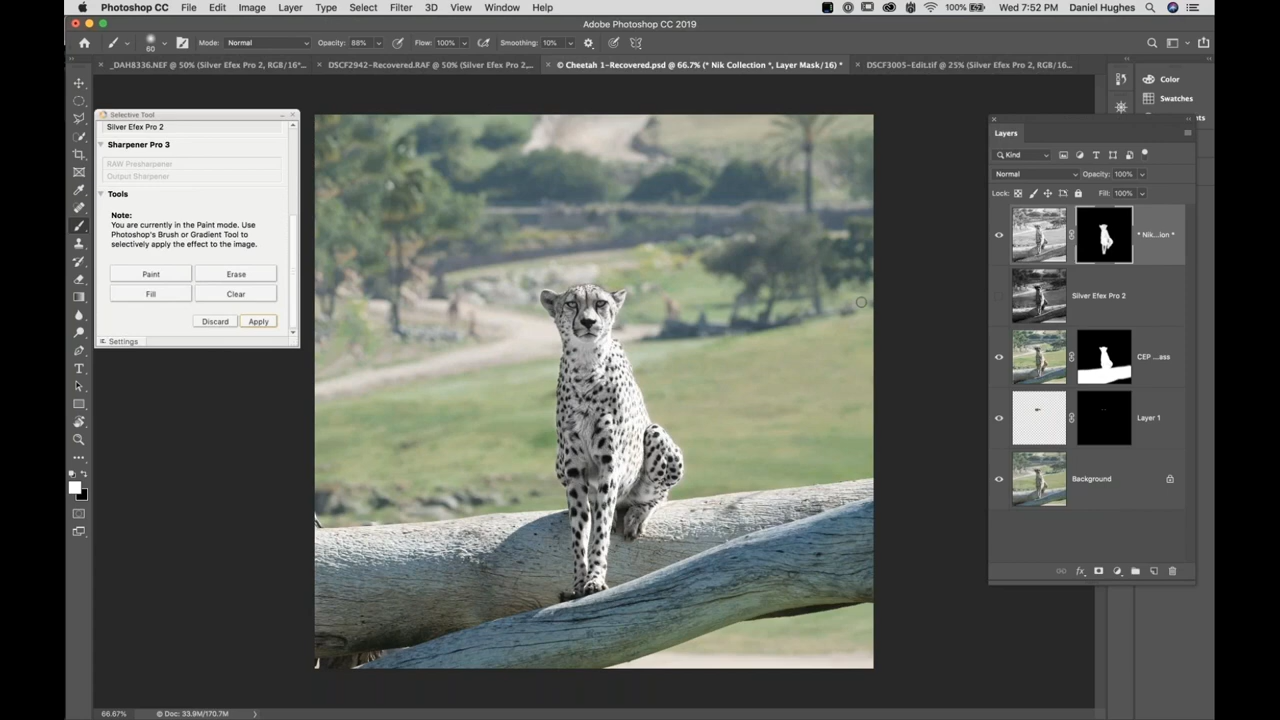 Photoshop CC File Edit Image Layer Type Select Filter 3D View Window Help 100% Wed 7:52 PM Daniel Hughes
Adobe Photoshop CC 2019
60 Mode: Normal Opacity: 88% Flow: 100% Smoothing: 10%
_DAH8336.NEF @ 50% (Silver Efex Pro 2, RGB/16*... DSCF2942-Recovered.RAF @ 50% (Silver Efex Pro 2,... © Cheetah 1-Recovered.psd @ 66.7% (* Nik Collection *, Layer Mask/16) * DSCF3005-Edit.tif @ 25% (Silver Efex Pro 2, RGB/16...
Selective Tool
Silver Efex Pro 2
Sharpener Pro 3
RAW Presharpener
Output Sharpener
Tools
Note:
You are currently in the Paint mode. Use
Photoshop's Brush or Gradient Tool to
selectively apply the effect to the image.
Paint Erase
Fill Clear
Discard Apply
Settings
Color
Swatches
Layers
Kind
Normal Opacity: 100%
Lock: Fill: 100%
* Nik...ion *
Silver Efex Pro 2
CEP ...ass
Layer 1
Background
fx
66.67% Doc: 33.9M/170.7M